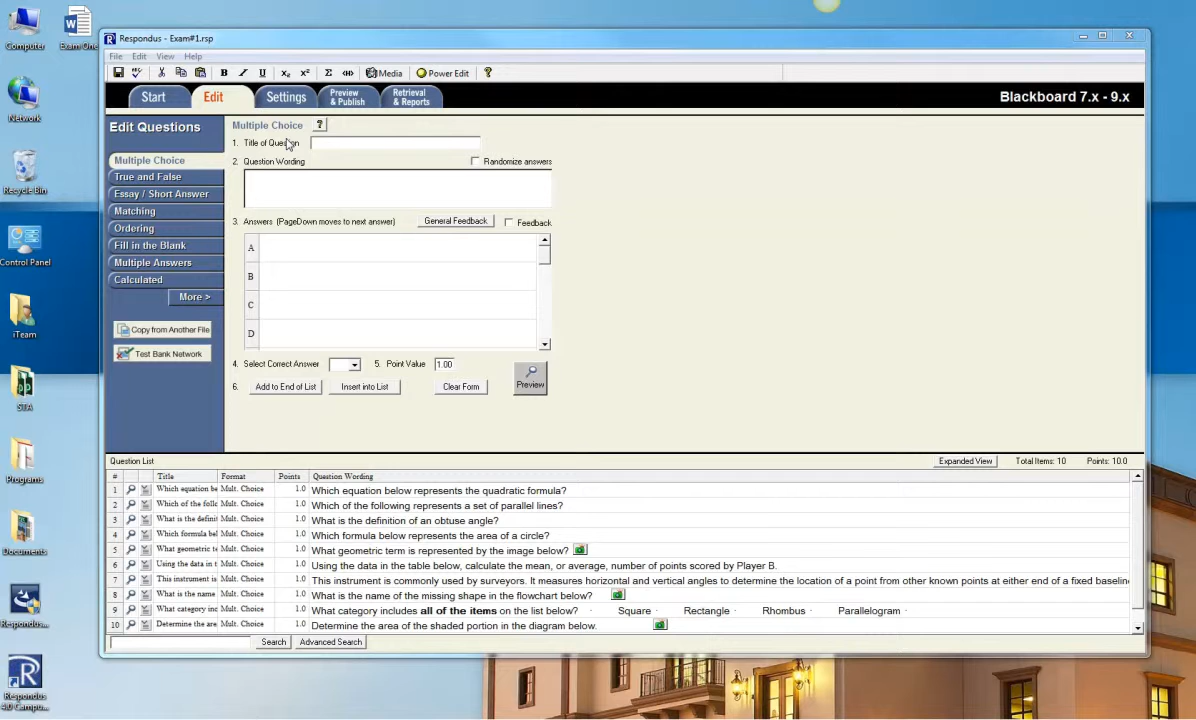 Computer
Exam One
Network
Recycle Bin
Control Panel
iTeam
STA
Programs
Documents
Respondus...
Respondus
4.0 Campu...
Respondus - Exam#1.rsp
File Edit View Help
B I U X₂ X² Σ Media Power Edit ?
Start Edit Settings Preview & Publish Retrieval & Reports Blackboard 7.x - 9.x
Edit Questions
Multiple Choice
True and False
Essay / Short Answer
Matching
Ordering
Fill in the Blank
Multiple Answers
Calculated
More >
Copy from Another File
Test Bank Network
Multiple Choice ?
1. Title of Question
2. Question Wording Randomize answers
3. Answers (PageDown moves to next answer) General Feedback Feedback
A
B
C
D
4. Select Correct Answer 5. Point Value 1.00
6. Add to End of List Insert into List Clear Form Preview
Question List Expanded View Total Items: 10 Points: 10.0
# Title Format Points Question Wording
1 Which equation be Mult. Choice 1.0 Which equation below represents the quadratic formula?
2 Which of the follc Mult. Choice 1.0 Which of the following represents a set of parallel lines?
3 What is the definit Mult. Choice 1.0 What is the definition of an obtuse angle?
4 Which formula bel Mult. Choice 1.0 Which formula below represents the area of a circle?
5 What geometric te Mult. Choice 1.0 What geometric term is represented by the image below?
6 Using the data in t Mult. Choice 1.0 Using the data in the table below, calculate the mean, or average, number of points scored by Player B.
7 This instrument is Mult. Choice 1.0 This instrument is commonly used by surveyors. It measures horizontal and vertical angles to determine the location of a point from other known points at either end of a fixed baseline
8 What is the name Mult. Choice 1.0 What is the name of the missing shape in the flowchart below?
9 What category inc Mult. Choice 1.0 What category includes all of the items on the list below? · Square · Rectangle · Rhombus · Parallelogram ·
10 Determine the are Mult. Choice 1.0 Determine the area of the shaded portion in the diagram below.
Search Advanced Search